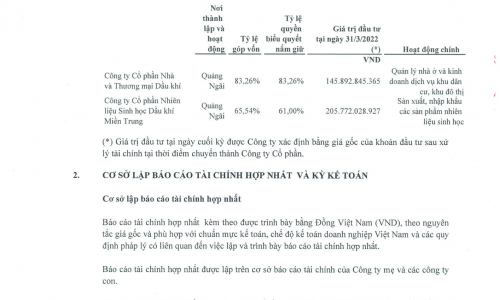 Nơi
thành
lập và
hoạt
động
Tỷ lệ
góp vốn
Tỷ lệ
quyền
biểu quyết
nắm giữ
Giá trị đầu tư
tại ngày 31/3/2022
(*)
Hoạt động chính
VNĐ
Công ty Cổ phần Nhà
và Thương mại Dầu khí
Quảng
Ngãi
83,26%
83,26%
145.892.845.365
Quản lý nhà ở và kinh
doanh dịch vụ khu dân
cư, khu đô thị
Công ty Cổ phần Nhiên
liệu Sinh học Dầu khí
Miền Trung
Quảng
Ngãi
65,54%
61,00%
205.772.028.927
Sản xuất, nhập khẩu
các sản phẩm nhiên
liệu sinh học
(*) Giá trị đầu tư tại ngày cuối kỳ được Công ty xác định bằng giá gốc của khoản đầu tư sau xử
lý tài chính tại thời điểm chuyển thành Công ty Cổ phần.
2. CƠ SỞ LẬP BÁO CÁO TÀI CHÍNH HỢP NHẤT VÀ KỲ KẾ TOÁN
Cơ sở lập báo cáo tài chính hợp nhất
Báo cáo tài chính hợp nhất kèm theo được trình bày bằng Đồng Việt Nam (VND), theo nguyên
tắc giá gốc và phù hợp với chuẩn mực kế toán, chế độ kế toán doanh nghiệp Việt Nam và các quy
định pháp lý có liên quan đến việc lập và trình bày báo cáo tài chính hợp nhất.
Báo cáo tài chính hợp nhất được lập trên cơ sở báo cáo tài chính của Công ty mẹ và các công ty
con.